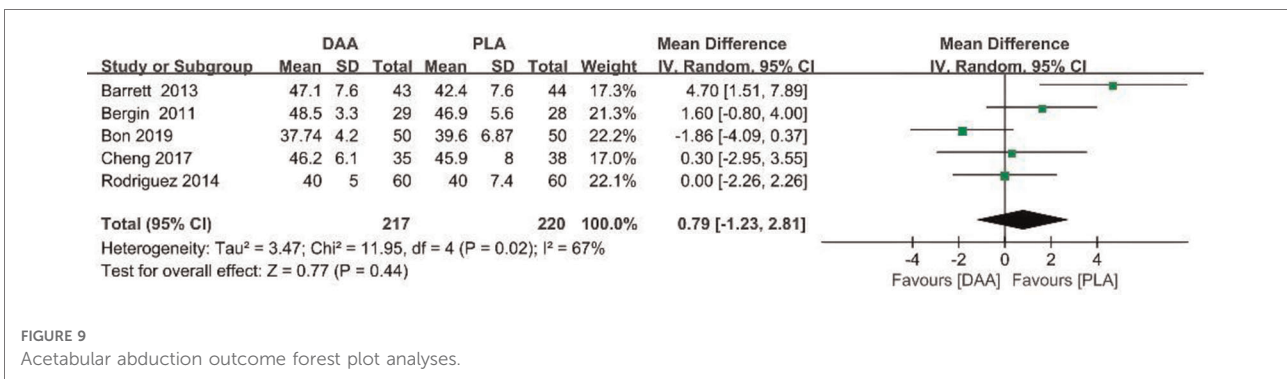 DAA PLA Mean Difference Mean Difference
Study or Subgroup Mean SD Total Mean SD Total Weight IV, Random, 95% CI IV, Random, 95% CI
Barrett 2013 47.1 7.6 43 42.4 7.6 44 17.3% 4.70 [1.51, 7.89]
Bergin 2011 48.5 3.3 29 46.9 5.6 28 21.3% 1.60 [-0.80, 4.00]
Bon 2019 37.74 4.2 50 39.6 6.87 50 22.2% -1.86 [-4.09, 0.37]
Cheng 2017 46.2 6.1 35 45.9 8 38 17.0% 0.30 [-2.95, 3.55]
Rodriguez 2014 40 5 60 40 7.4 60 22.1% 0.00 [-2.26, 2.26]
Total (95% CI) 217 220 100.0% 0.79 [-1.23, 2.81]
Heterogeneity: Tau² = 3.47; Chi² = 11.95, df = 4 (P = 0.02); I² = 67%
Test for overall effect: Z = 0.77 (P = 0.44)
-4 -2 0 2 4
Favours [DAA] Favours [PLA]
FIGURE 9
Acetabular abduction outcome forest plot analyses.